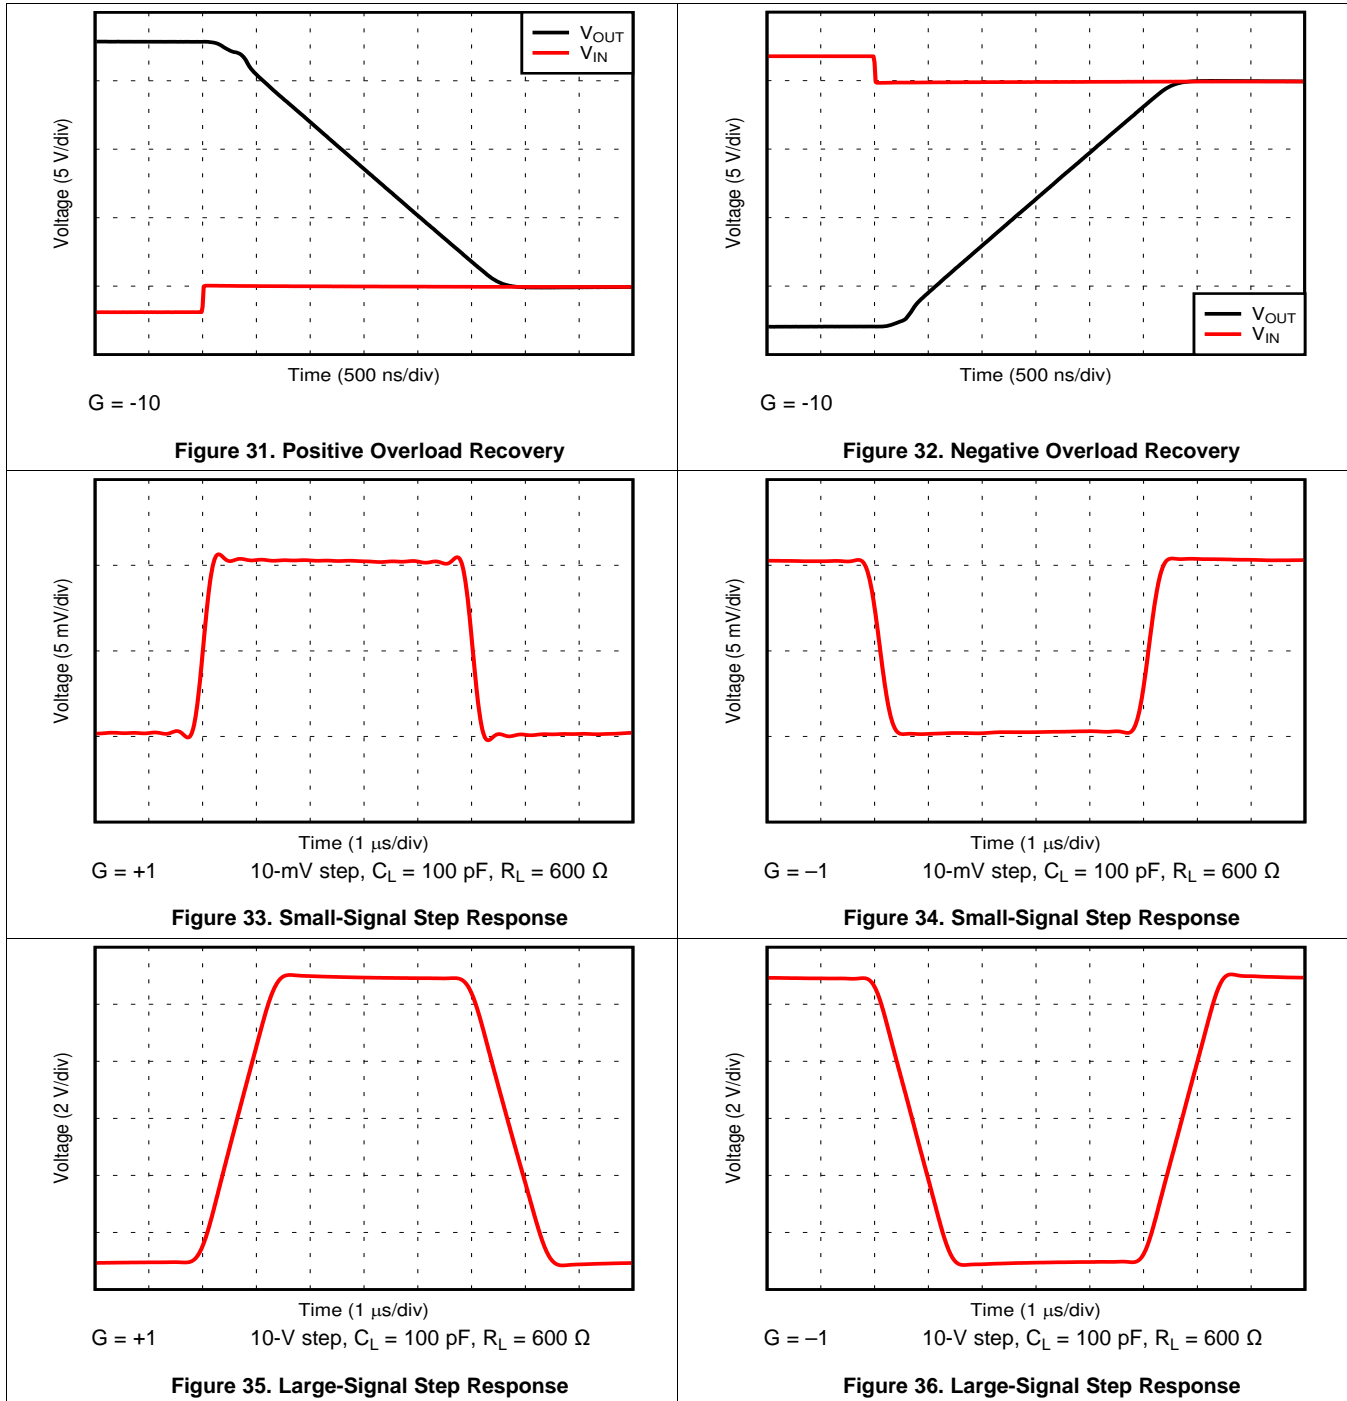 Voltage (5 V/div)
VOUT
VIN
Time (500 ns/div)
G = -10
Figure 31. Positive Overload Recovery
Voltage (5 V/div)
VOUT
VIN
Time (500 ns/div)
G = -10
Figure 32. Negative Overload Recovery
Voltage (5 mV/div)
Time (1 μs/div)
G = +1 10-mV step, CL = 100 pF, RL = 600 Ω
Figure 33. Small-Signal Step Response
Voltage (5 mV/div)
Time (1 μs/div)
G = –1 10-mV step, CL = 100 pF, RL = 600 Ω
Figure 34. Small-Signal Step Response
Voltage (2 V/div)
Time (1 μs/div)
G = +1 10-V step, CL = 100 pF, RL = 600 Ω
Figure 35. Large-Signal Step Response
Voltage (2 V/div)
Time (1 μs/div)
G = –1 10-V step, CL = 100 pF, RL = 600 Ω
Figure 36. Large-Signal Step Response